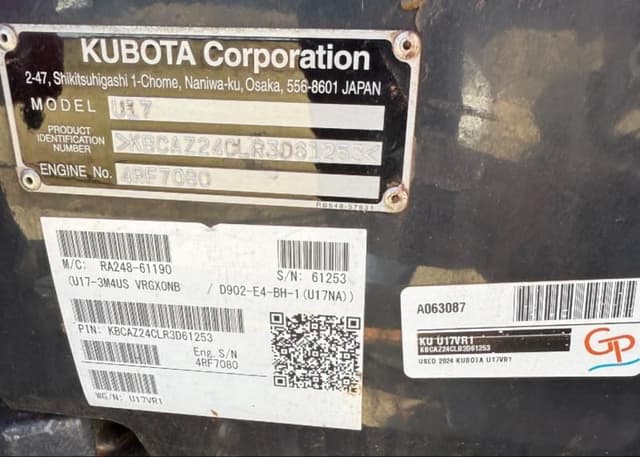 KUBOTA Corporation
2-47, Shikitsuhigashi 1-Chome, Naniwa-ku, Osaka, 556-8601 JAPAN
MODEL U17
PRODUCT IDENTIFICATION NUMBER >KBCAZ24CLR3D61253<
ENGINE No. 4RF7080
M/C: RA248-61190 S/N: 61253
(U17-3M4US VRGXONB / D902-E4-BH-1(U17NA))
PIN: KBCAZ24CLR3D61253
Eng.S/N
4RF7080
WG/N: U17VR1
A063087
KU U17VR1
KBCAZ24CLR3D61253
USED 2024 KUBOTA U17VR1
GP